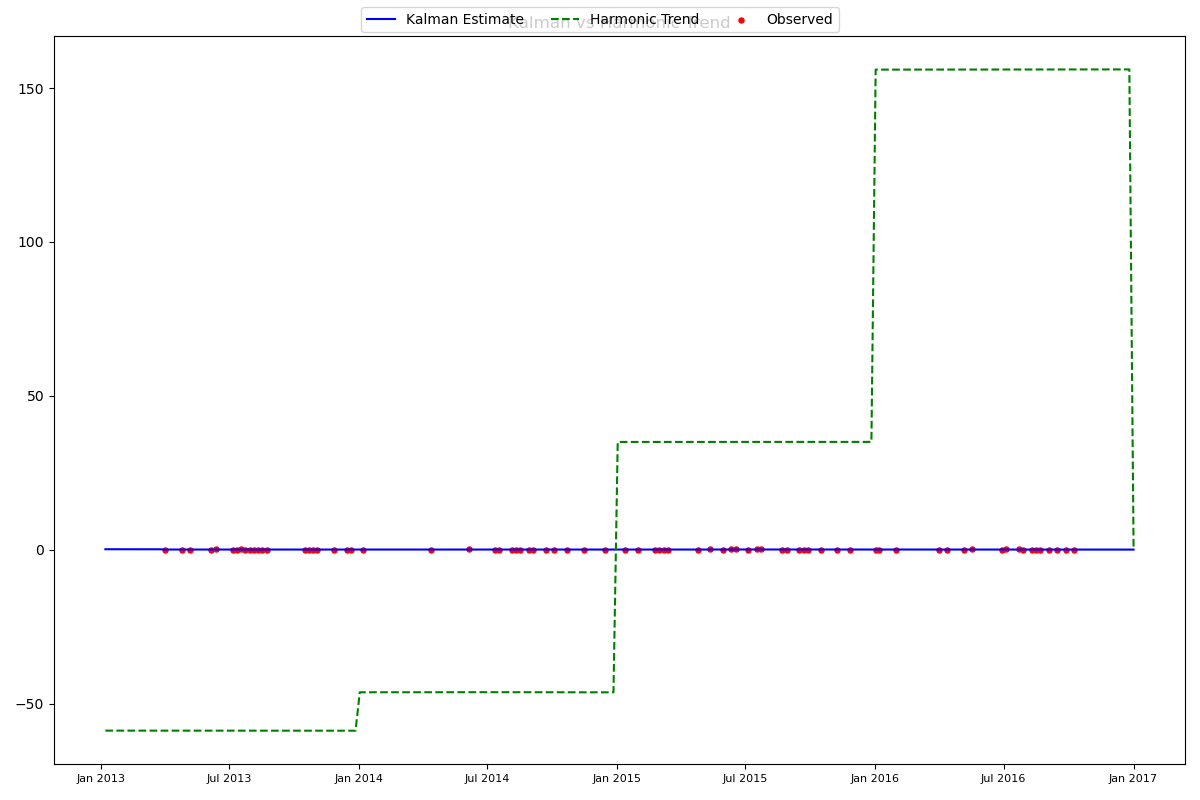 Kalman vs Harmonic Trend
Kalman Estimate Harmonic Trend Observed
150
100
50
0
−50
Jan 2013 Jul 2013 Jan 2014 Jul 2014 Jan 2015 Jul 2015 Jan 2016 Jul 2016 Jan 2017